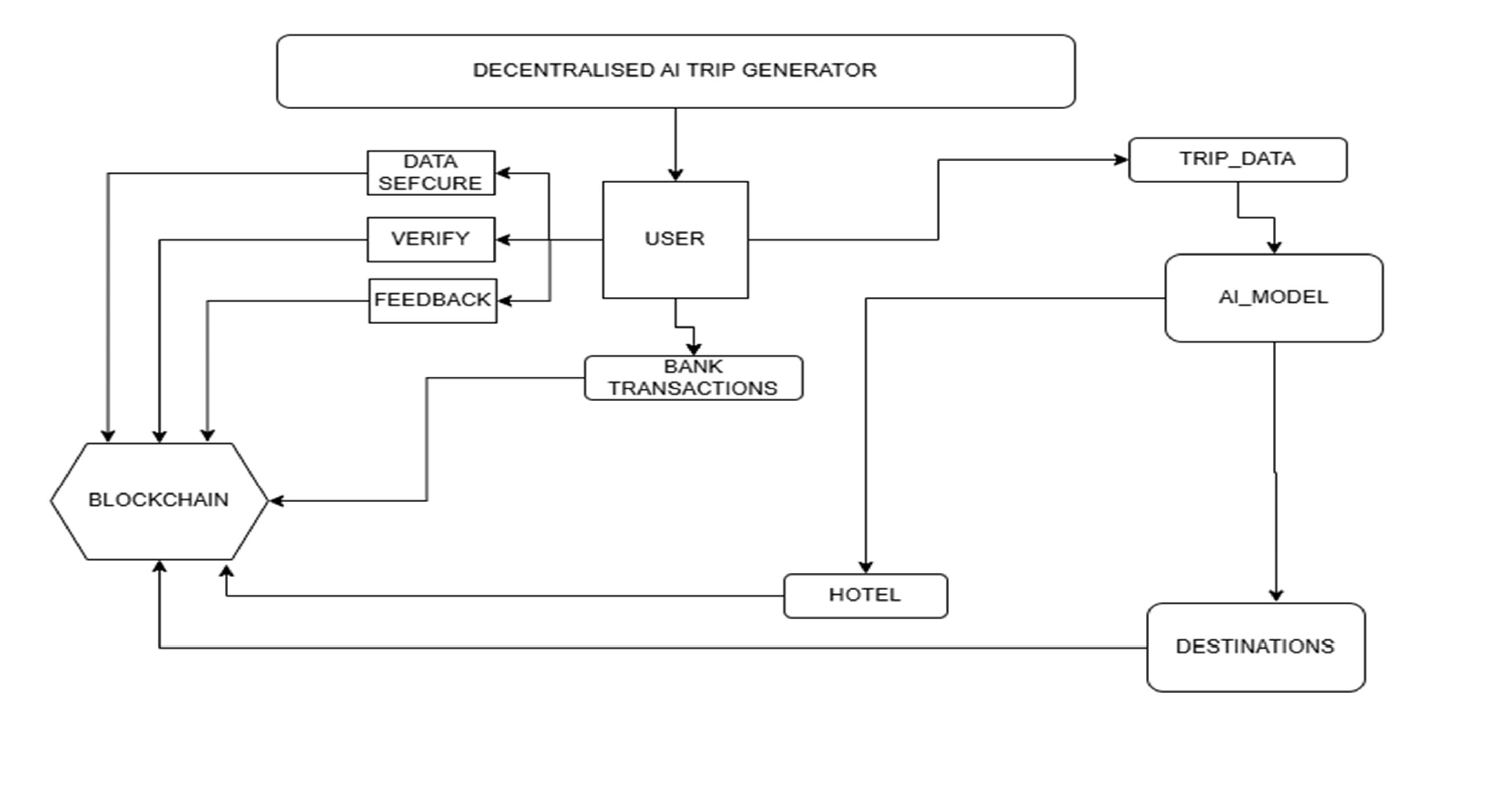 DECENTRALISED AI TRIP GENERATOR
DATA
SEFCURE
TRIP_DATA
VERIFY
USER
FEEDBACK
AI_MODEL
BANK
TRANSACTIONS
BLOCKCHAIN
HOTEL
DESTINATIONS